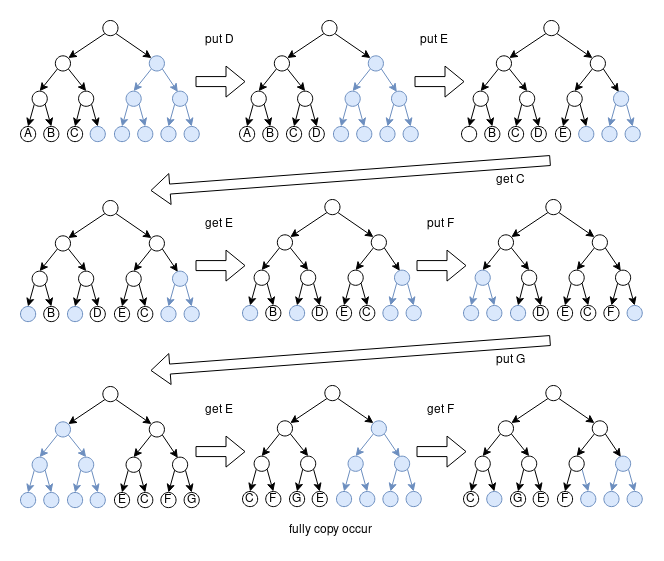 put D
put E
A B C
A B C D
B C D E
get C
get E
put F
B D E C
B D E C
D E C F
put G
get E
get F
E C F G
C F G E
C G E F
fully copy occur